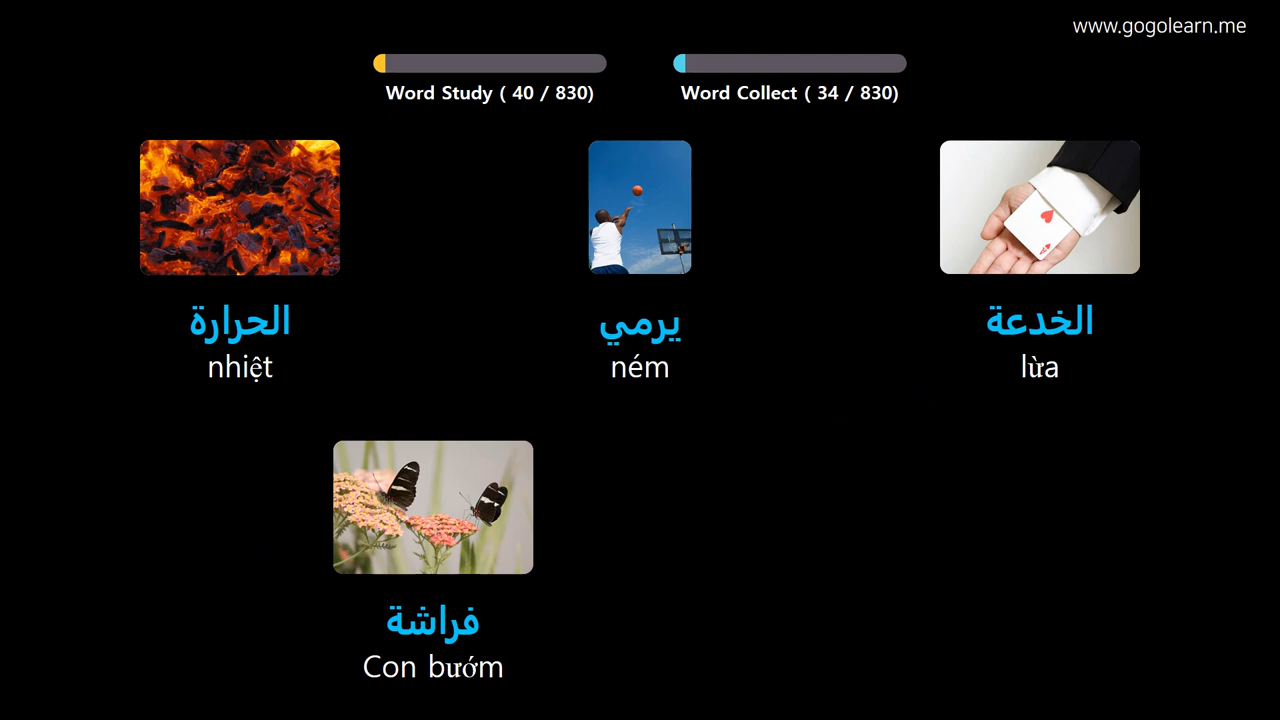 www.gogolearn.me
Word Study ( 40 / 830)
Word Collect ( 34 / 830)
الحرارة
nhiệt
يرمي
ném
الخدعة
lừa
فراشة
Con bướm